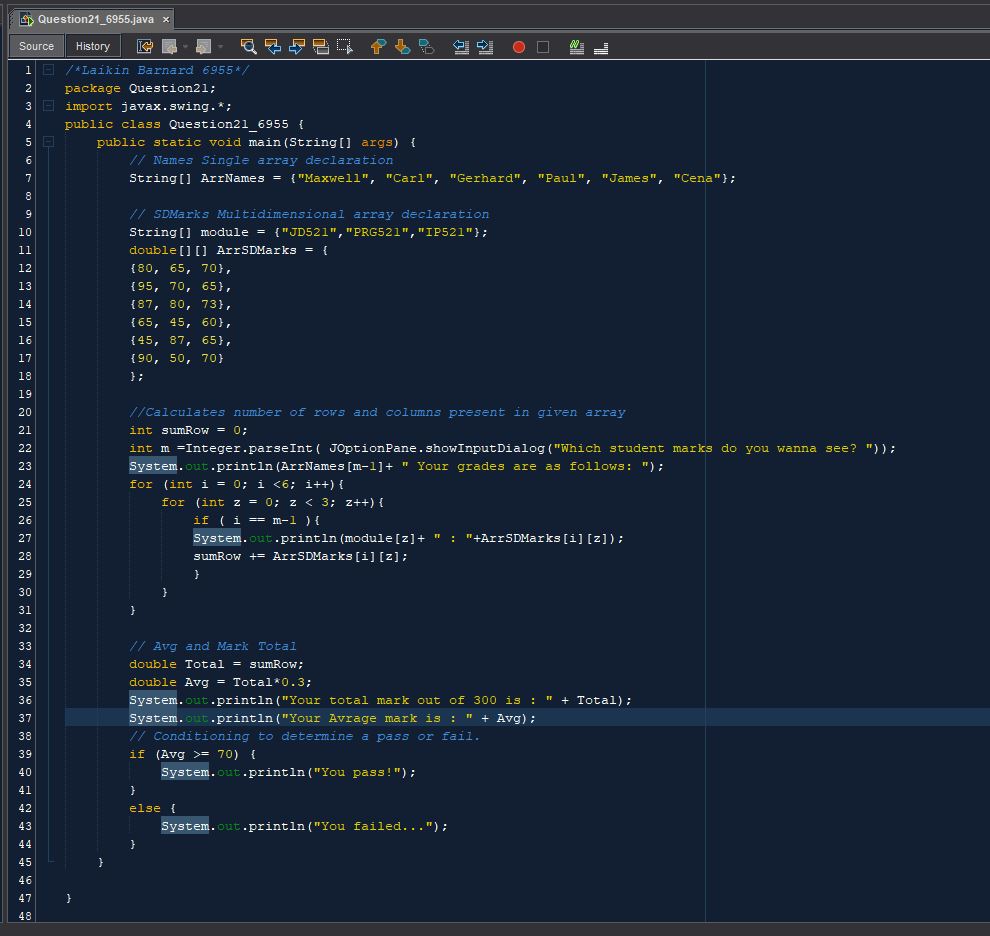 Question21_6955.java ×
Source History
1 /*Laikin Barnard 6955*/
2 package Question21;
3 import javax.swing.*;
4 public class Question21_6955 {
5 public static void main(String[] args) {
6 // Names Single array declaration
7 String[] ArrNames = {"Maxwell", "Carl", "Gerhard", "Paul", "James", "Cena"};
8
9 // SDMarks Multidimensional array declaration
10 String[] module = {"JD521","PRG521","IP521"};
11 double[][] ArrSDMarks = {
12 {80, 65, 70},
13 {95, 70, 65},
14 {87, 80, 73},
15 {65, 45, 60},
16 {45, 87, 65},
17 {90, 50, 70}
18 };
19
20 //Calculates number of rows and columns present in given array
21 int sumRow = 0;
22 int m =Integer.parseInt( JOptionPane.showInputDialog("Which student marks do you wanna see? "));
23 System.out.println(ArrNames[m-1]+ " Your grades are as follows: ");
24 for (int i = 0; i <6; i++){
25 for (int z = 0; z < 3; z++){
26 if ( i == m-1 ){
27 System.out.println(module[z]+ " : "+ArrSDMarks[i][z]);
28 sumRow += ArrSDMarks[i][z];
29 }
30 }
31 }
32
33 // Avg and Mark Total
34 double Total = sumRow;
35 double Avg = Total*0.3;
36 System.out.println("Your total mark out of 300 is : " + Total);
37 System.out.println("Your Avrage mark is : " + Avg);
38 // Conditioning to determine a pass or fail.
39 if (Avg >= 70) {
40 System.out.println("You pass!");
41 }
42 else {
43 System.out.println("You failed...");
44 }
45 }
46
47 }
48